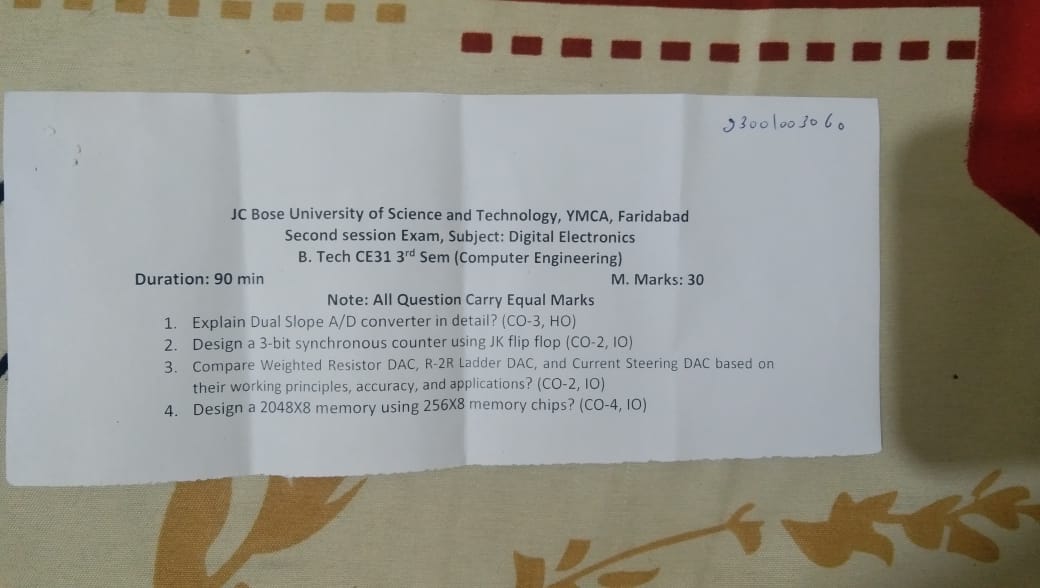 23001003060
JC Bose University of Science and Technology, YMCA, Faridabad
Second session Exam, Subject: Digital Electronics
B. Tech CE31 3rd Sem (Computer Engineering)
Duration: 90 min M. Marks: 30
Note: All Question Carry Equal Marks
1. Explain Dual Slope A/D converter in detail? (CO-3, HO)
2. Design a 3-bit synchronous counter using JK flip flop (CO-2, IO)
3. Compare Weighted Resistor DAC, R-2R Ladder DAC, and Current Steering DAC based on
their working principles, accuracy, and applications? (CO-2, IO)
4. Design a 2048X8 memory using 256X8 memory chips? (CO-4, IO)